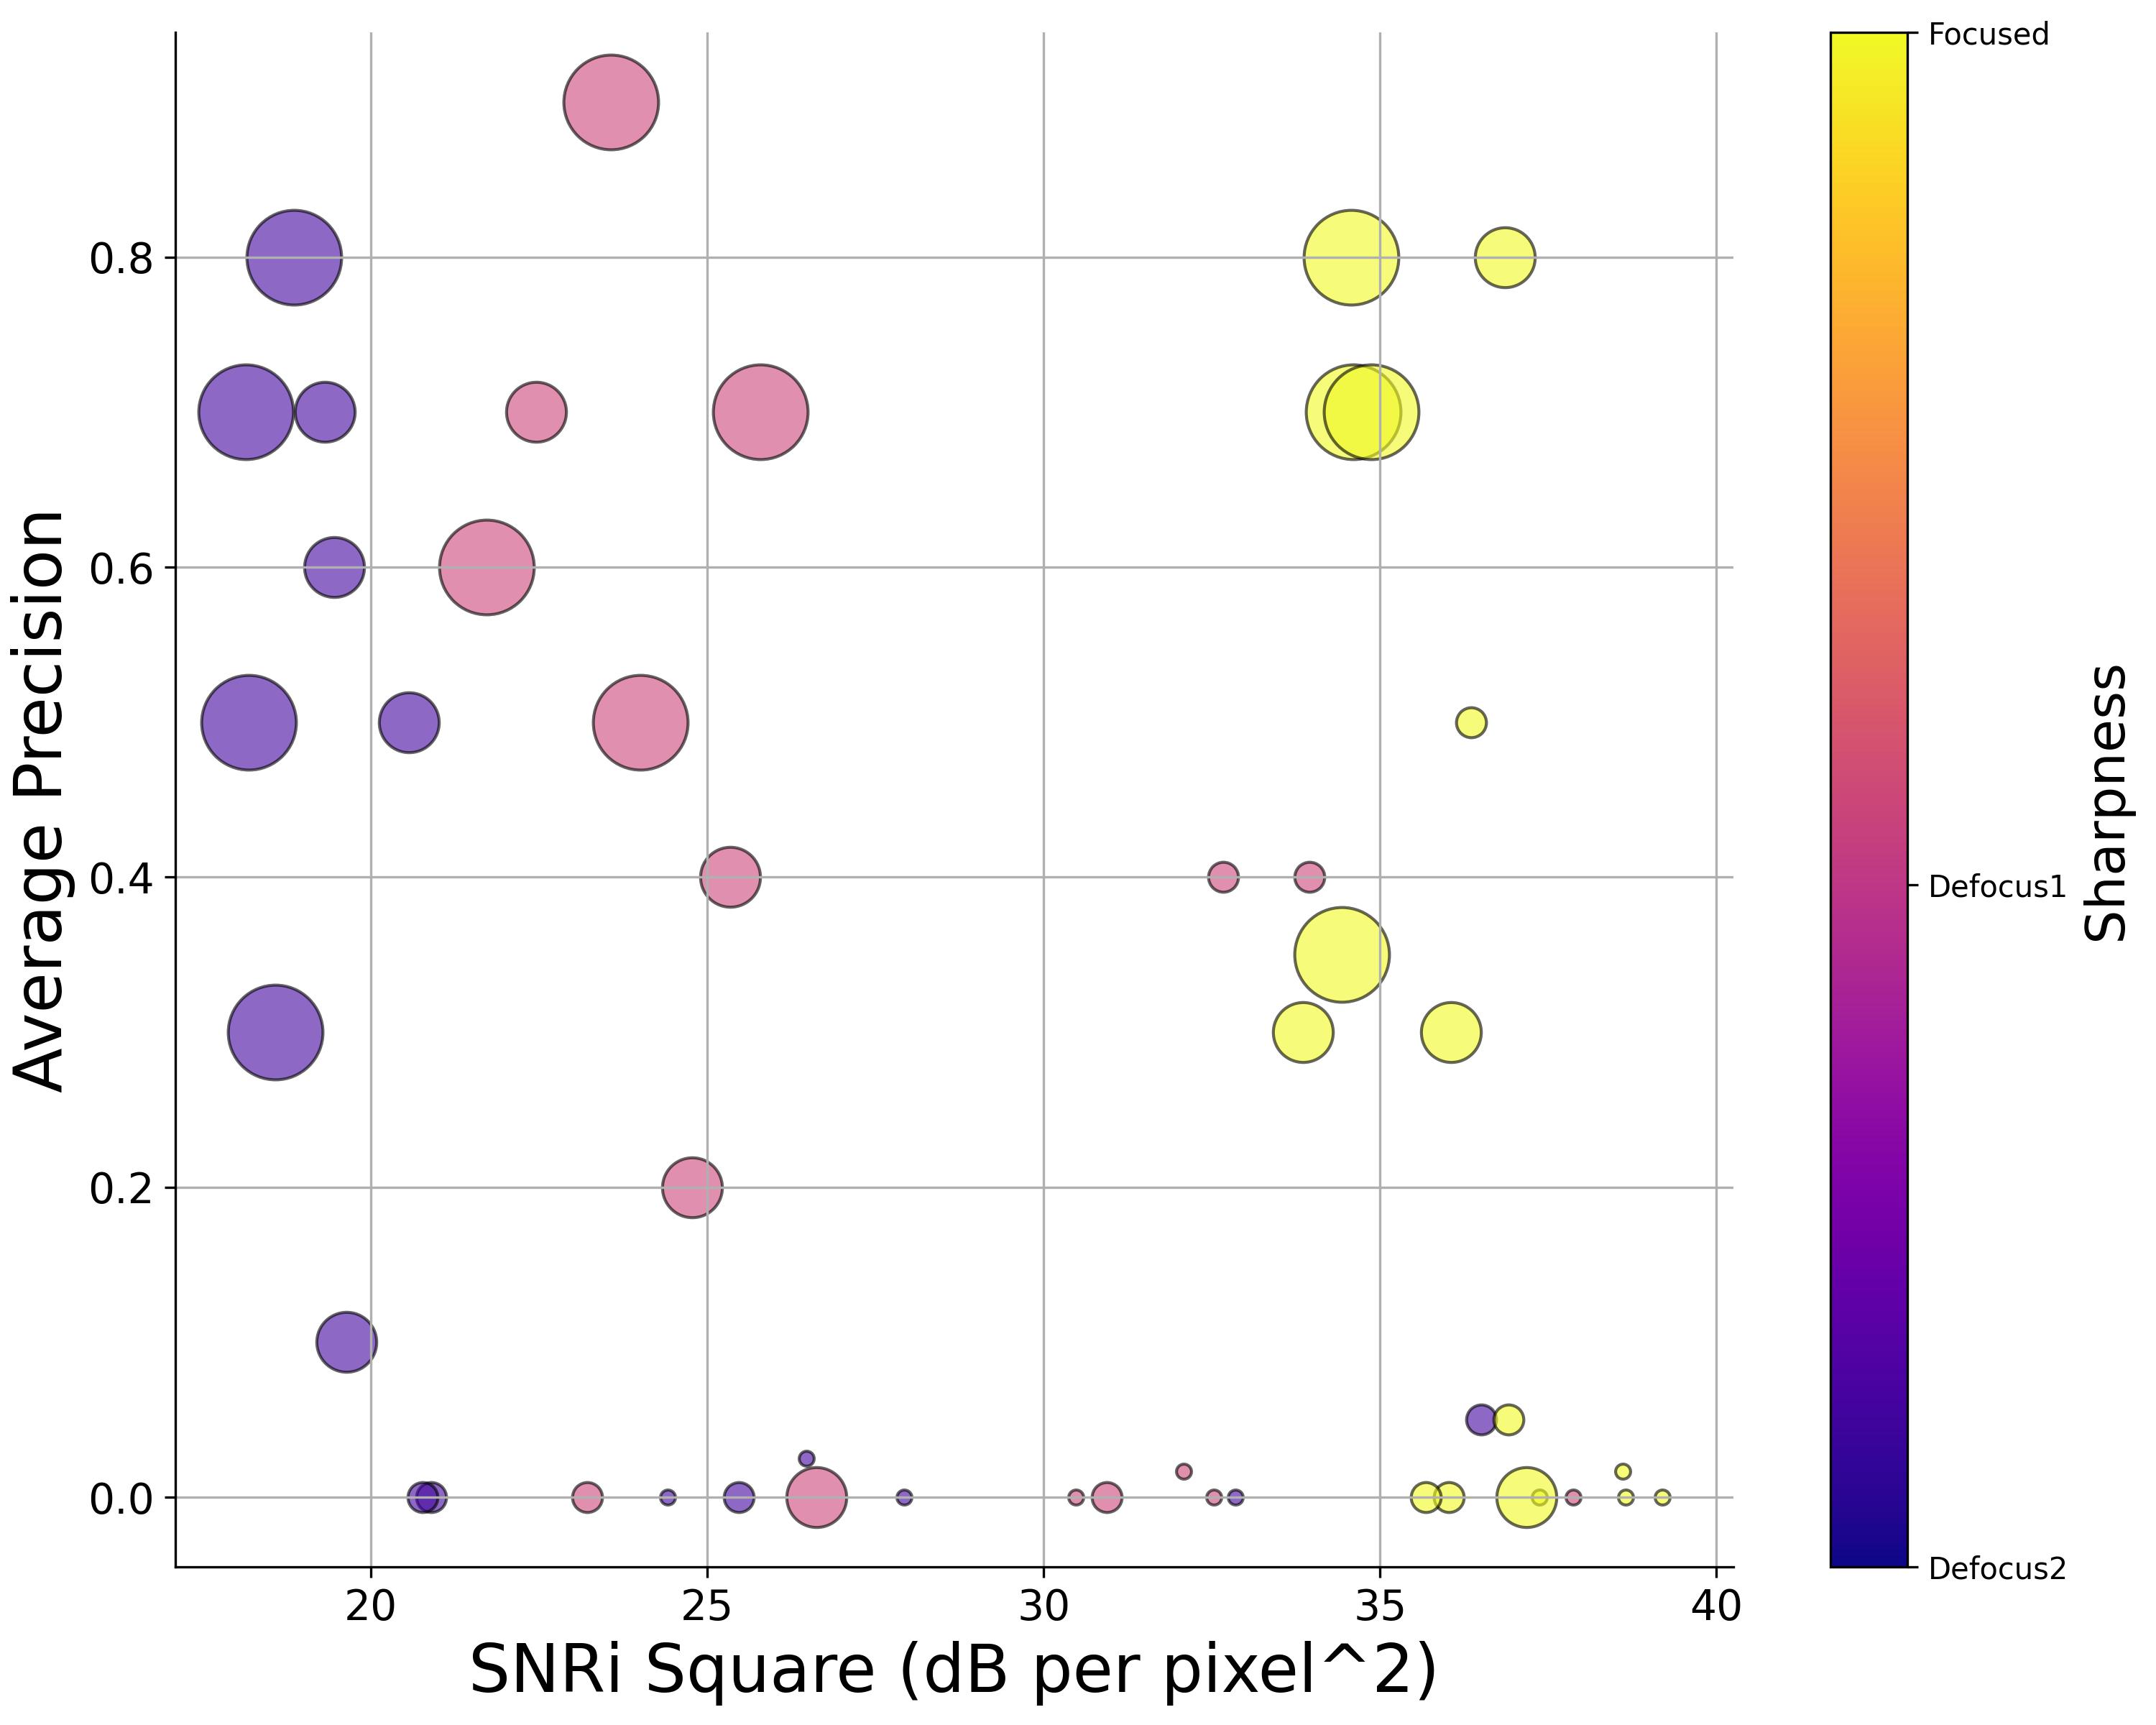 Average Precision
0.8
0.6
0.4
0.2
0.0
20
25
30
35
40
SNRi Square (dB per pixel^2)
Focused
Defocus1
Defocus2
Sharpness